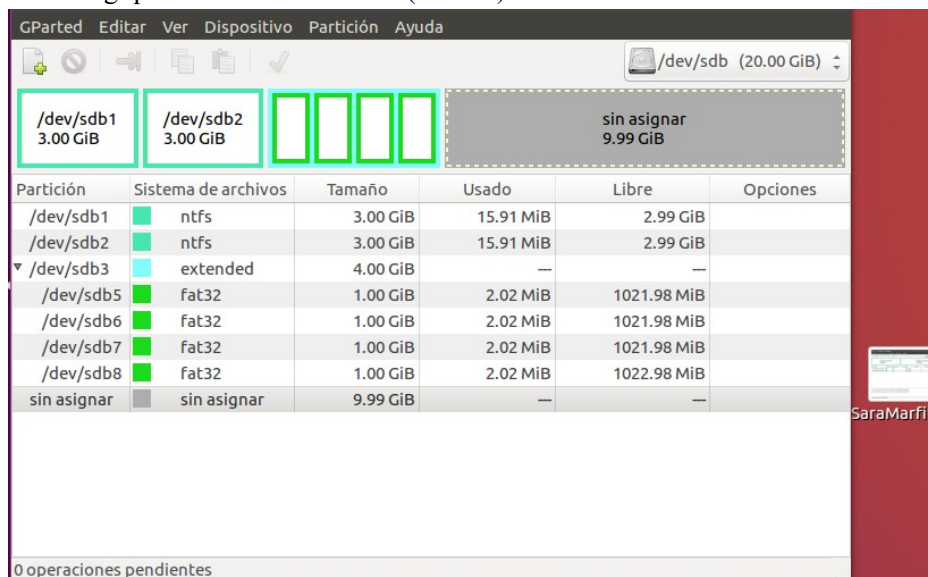 GParted Editar Ver Dispositivo Partición Ayuda
/dev/sdb (20.00 GiB)
/dev/sdb1 /dev/sdb2 sin asignar
3.00 GiB 3.00 GiB 9.99 GiB
Partición Sistema de archivos Tamaño Usado Libre Opciones
/dev/sdb1 ntfs 3.00 GiB 15.91 MiB 2.99 GiB
/dev/sdb2 ntfs 3.00 GiB 15.91 MiB 2.99 GiB
/dev/sdb3 extended 4.00 GiB — —
/dev/sdb5 fat32 1.00 GiB 2.02 MiB 1021.98 MiB
/dev/sdb6 fat32 1.00 GiB 2.02 MiB 1021.98 MiB
/dev/sdb7 fat32 1.00 GiB 2.02 MiB 1021.98 MiB
/dev/sdb8 fat32 1.00 GiB 2.02 MiB 1022.98 MiB
sin asignar sin asignar 9.99 GiB — —
SaraMarfi
0 operaciones pendientes